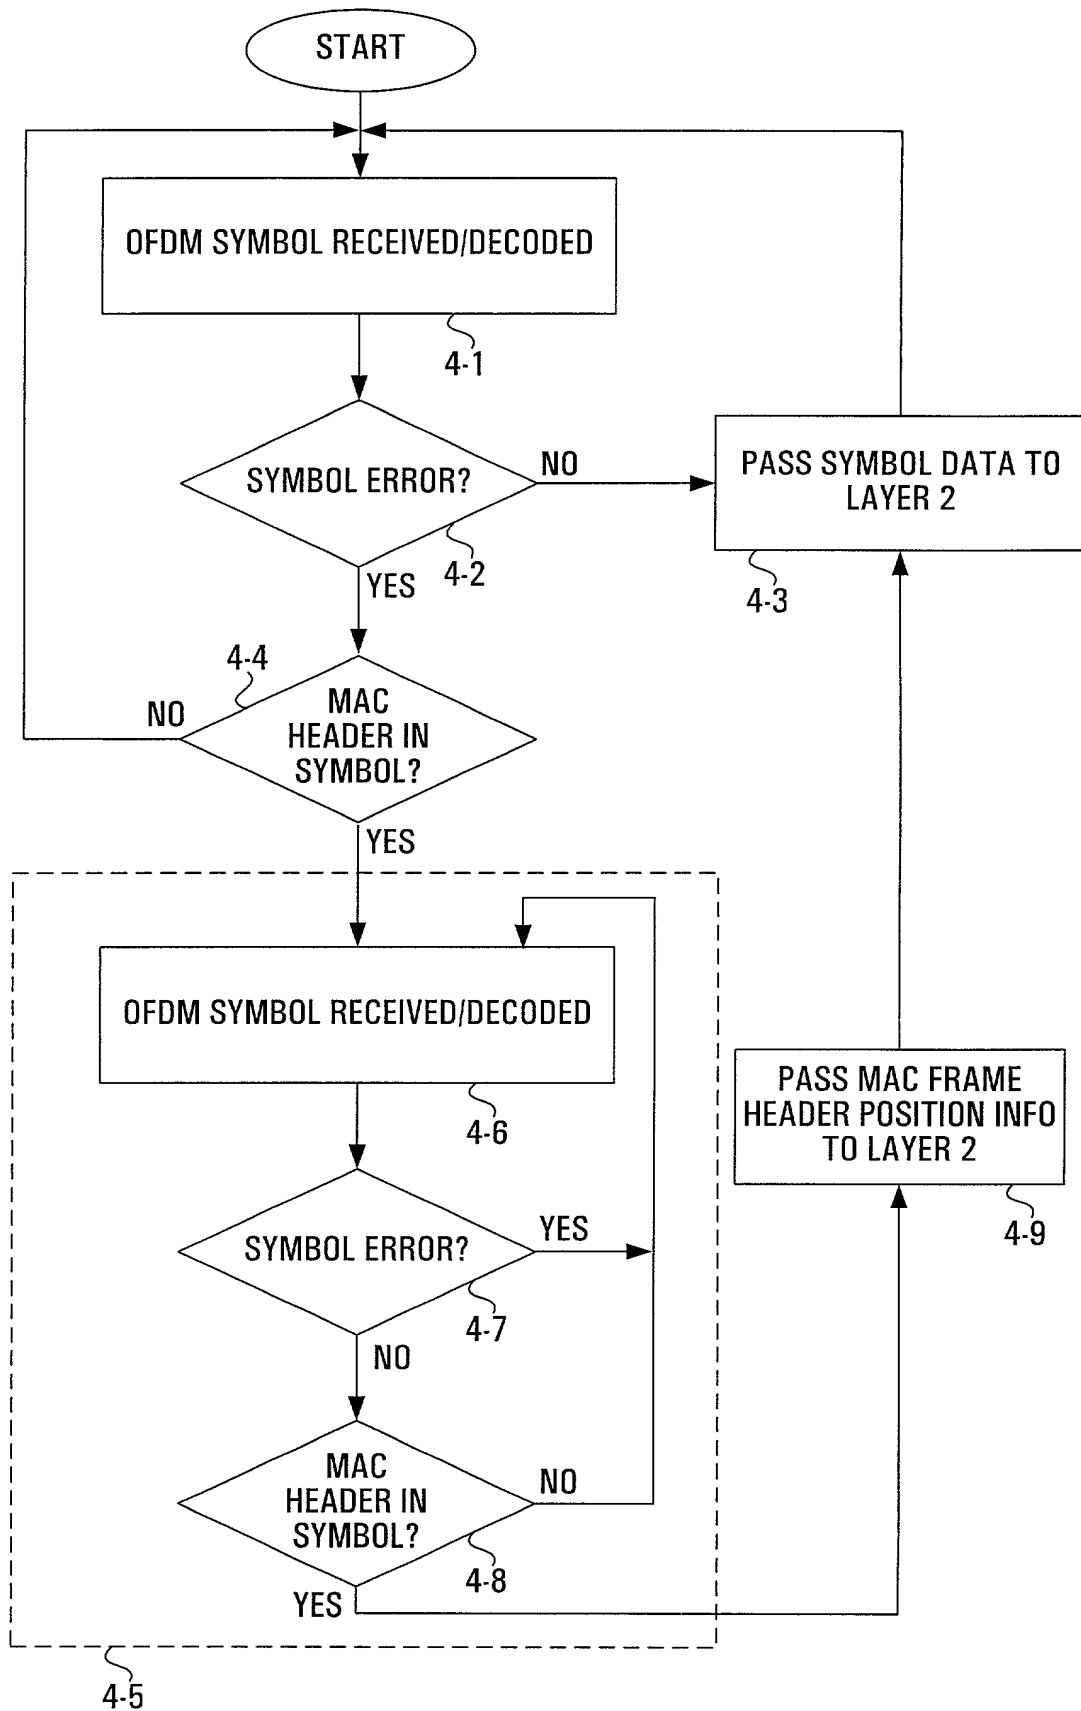 START
OFDM SYMBOL RECEIVED/DECODED
4-1
SYMBOL ERROR?
NO
4-2
YES
PASS SYMBOL DATA TO
LAYER 2
4-3
4-4
NO
MAC
HEADER IN
SYMBOL?
YES
OFDM SYMBOL RECEIVED/DECODED
4-6
PASS MAC FRAME
HEADER POSITION INFO
TO LAYER 2
4-9
SYMBOL ERROR?
YES
4-7
NO
MAC
HEADER IN
SYMBOL?
NO
4-8
YES
4-5